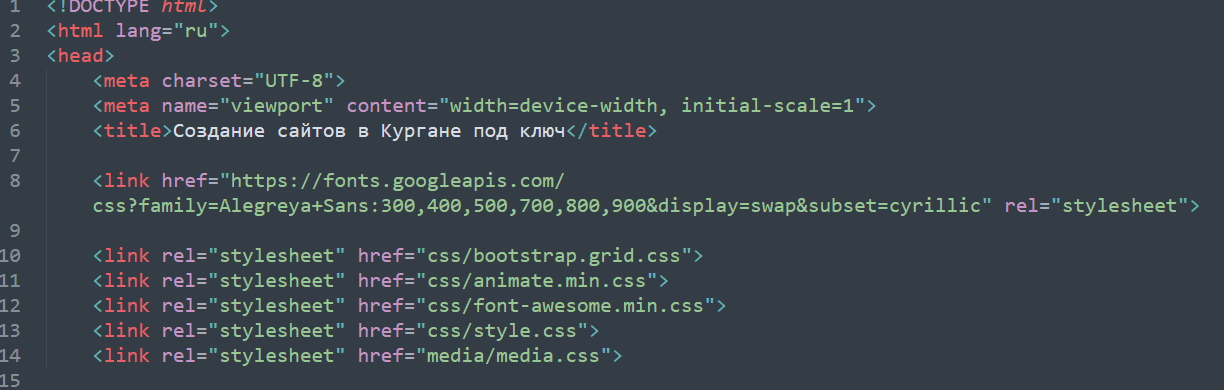 1 <!DOCTYPE html>
2 <html lang="ru">
3 <head>
4 <meta charset="UTF-8">
5 <meta name="viewport" content="width=device-width, initial-scale=1">
6 <title>Создание сайтов в Кургане под ключ</title>
7
8 <link href="https://fonts.googleapis.com/
css?family=Alegreya+Sans:300,400,500,700,800,900&display=swap&subset=cyrillic" rel="stylesheet">
9
10 <link rel="stylesheet" href="css/bootstrap.grid.css">
11 <link rel="stylesheet" href="css/animate.min.css">
12 <link rel="stylesheet" href="css/font-awesome.min.css">
13 <link rel="stylesheet" href="css/style.css">
14 <link rel="stylesheet" href="media/media.css">
15